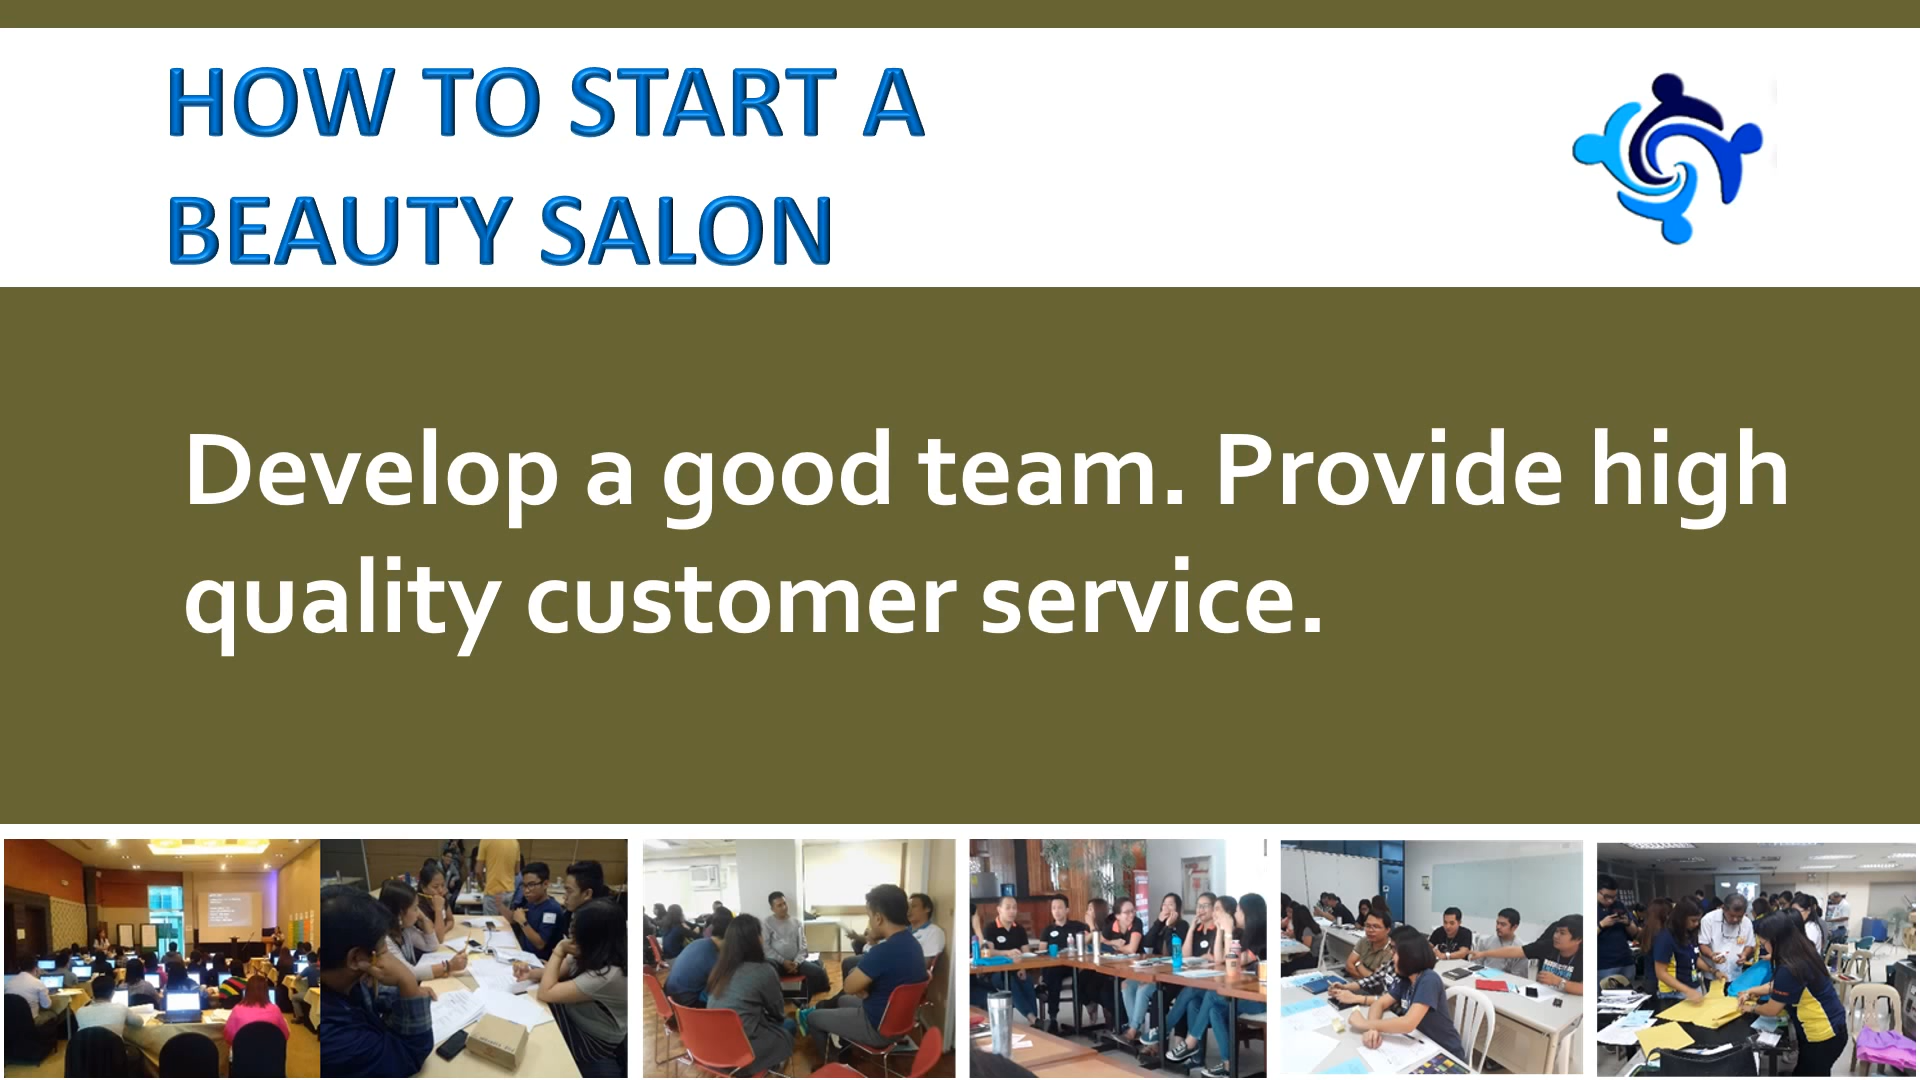 HOW TO START A
BEAUTY SALON
Develop a good team. Provide high
quality customer service.